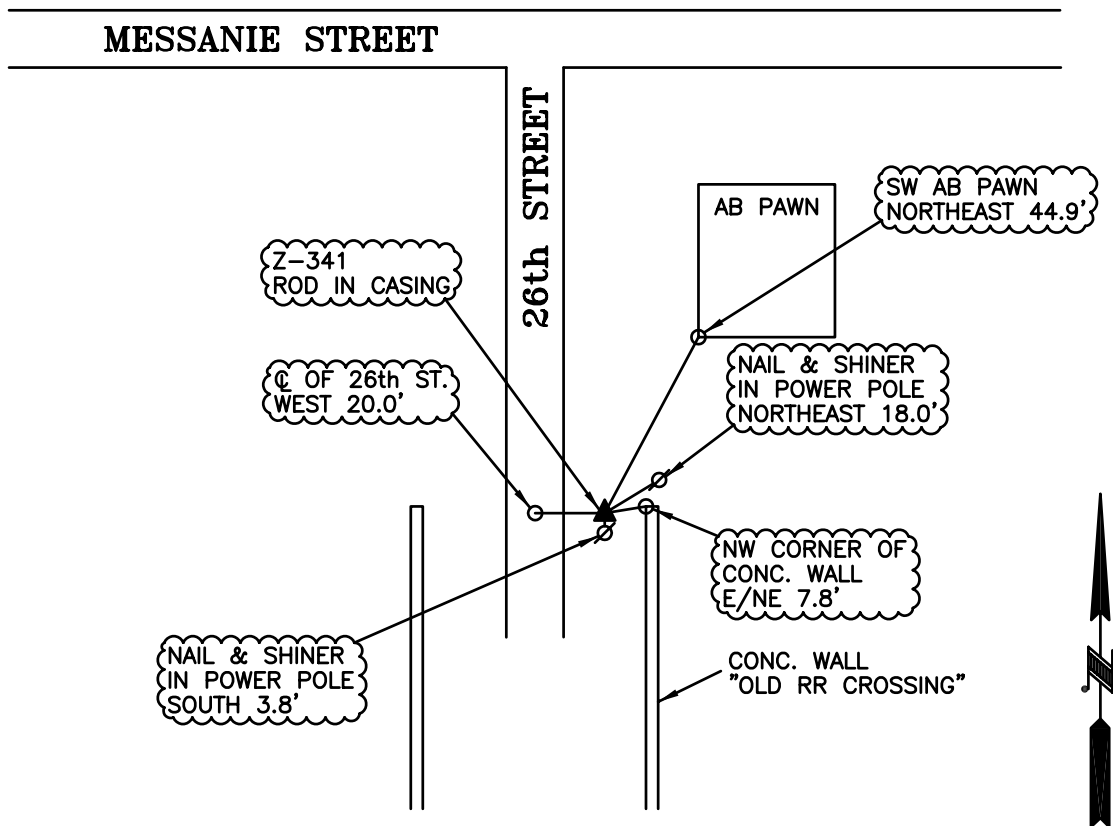 MESSANIE STREET
26th STREET
AB PAWN
SW AB PAWN
NORTHEAST 44.9'
Z-341
ROD IN CASING
℄ OF 26th ST.
WEST 20.0'
NAIL & SHINER
IN POWER POLE
NORTHEAST 18.0'
NW CORNER OF
CONC. WALL
E/NE 7.8'
NAIL & SHINER
IN POWER POLE
SOUTH 3.8'
CONC. WALL
"OLD RR CROSSING"
N